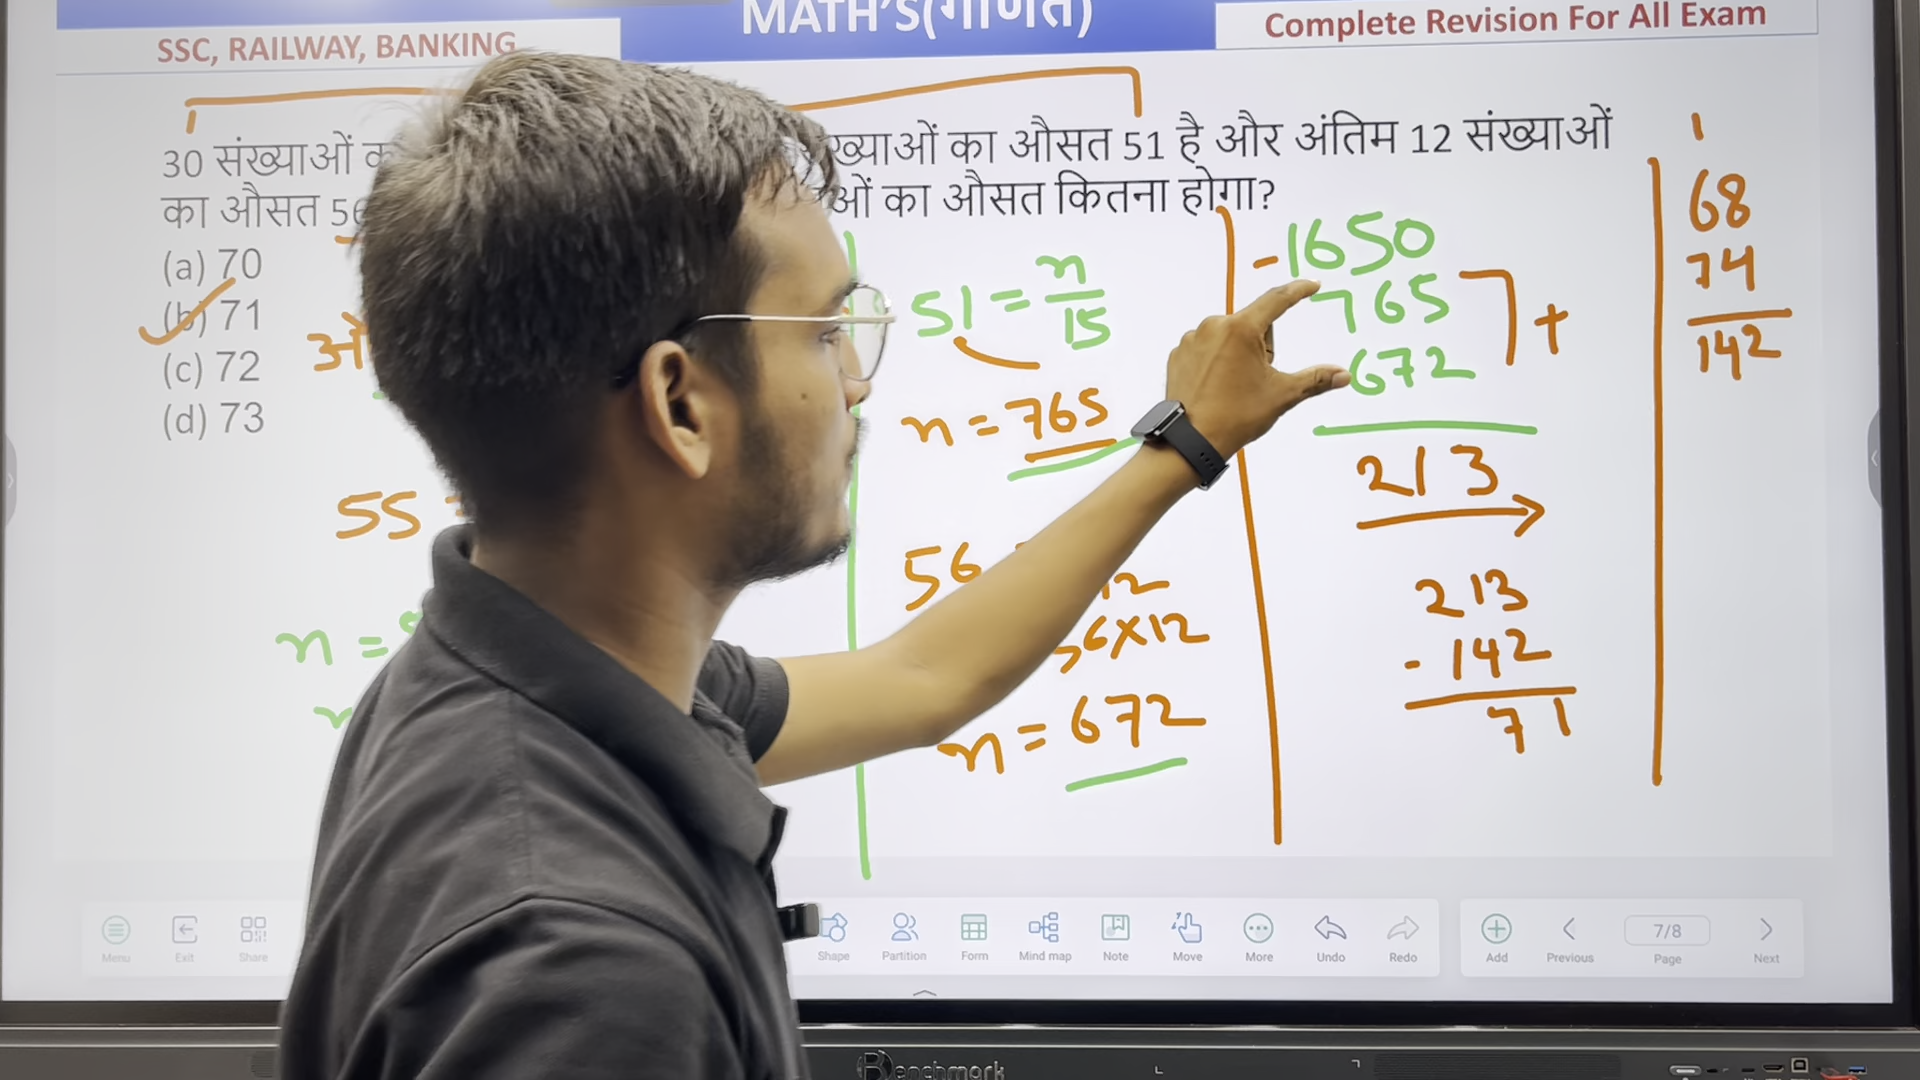 SSC, RAILWAY, BANKING
MATH'S(गणित)
Complete Revision For All Exam
30 संख्याओं
संख्याओं का औसत 51 है और अंतिम 12 संख्याओं
का औसत 56
का औसत कितना होगा?
(a) 70
(b) 71
(c) 72
(d) 73
55
n =
51 = n/15
n = 765
56
12
56x12
n = 672
-1650
765
672
+
213
213
- 142
71
1
68
74
142
Menu
Exit
Share
Shape
Partition
Form
Mind map
Note
Move
More
Undo
Redo
Add
Previous
7/8
Page
Next
Benchmark